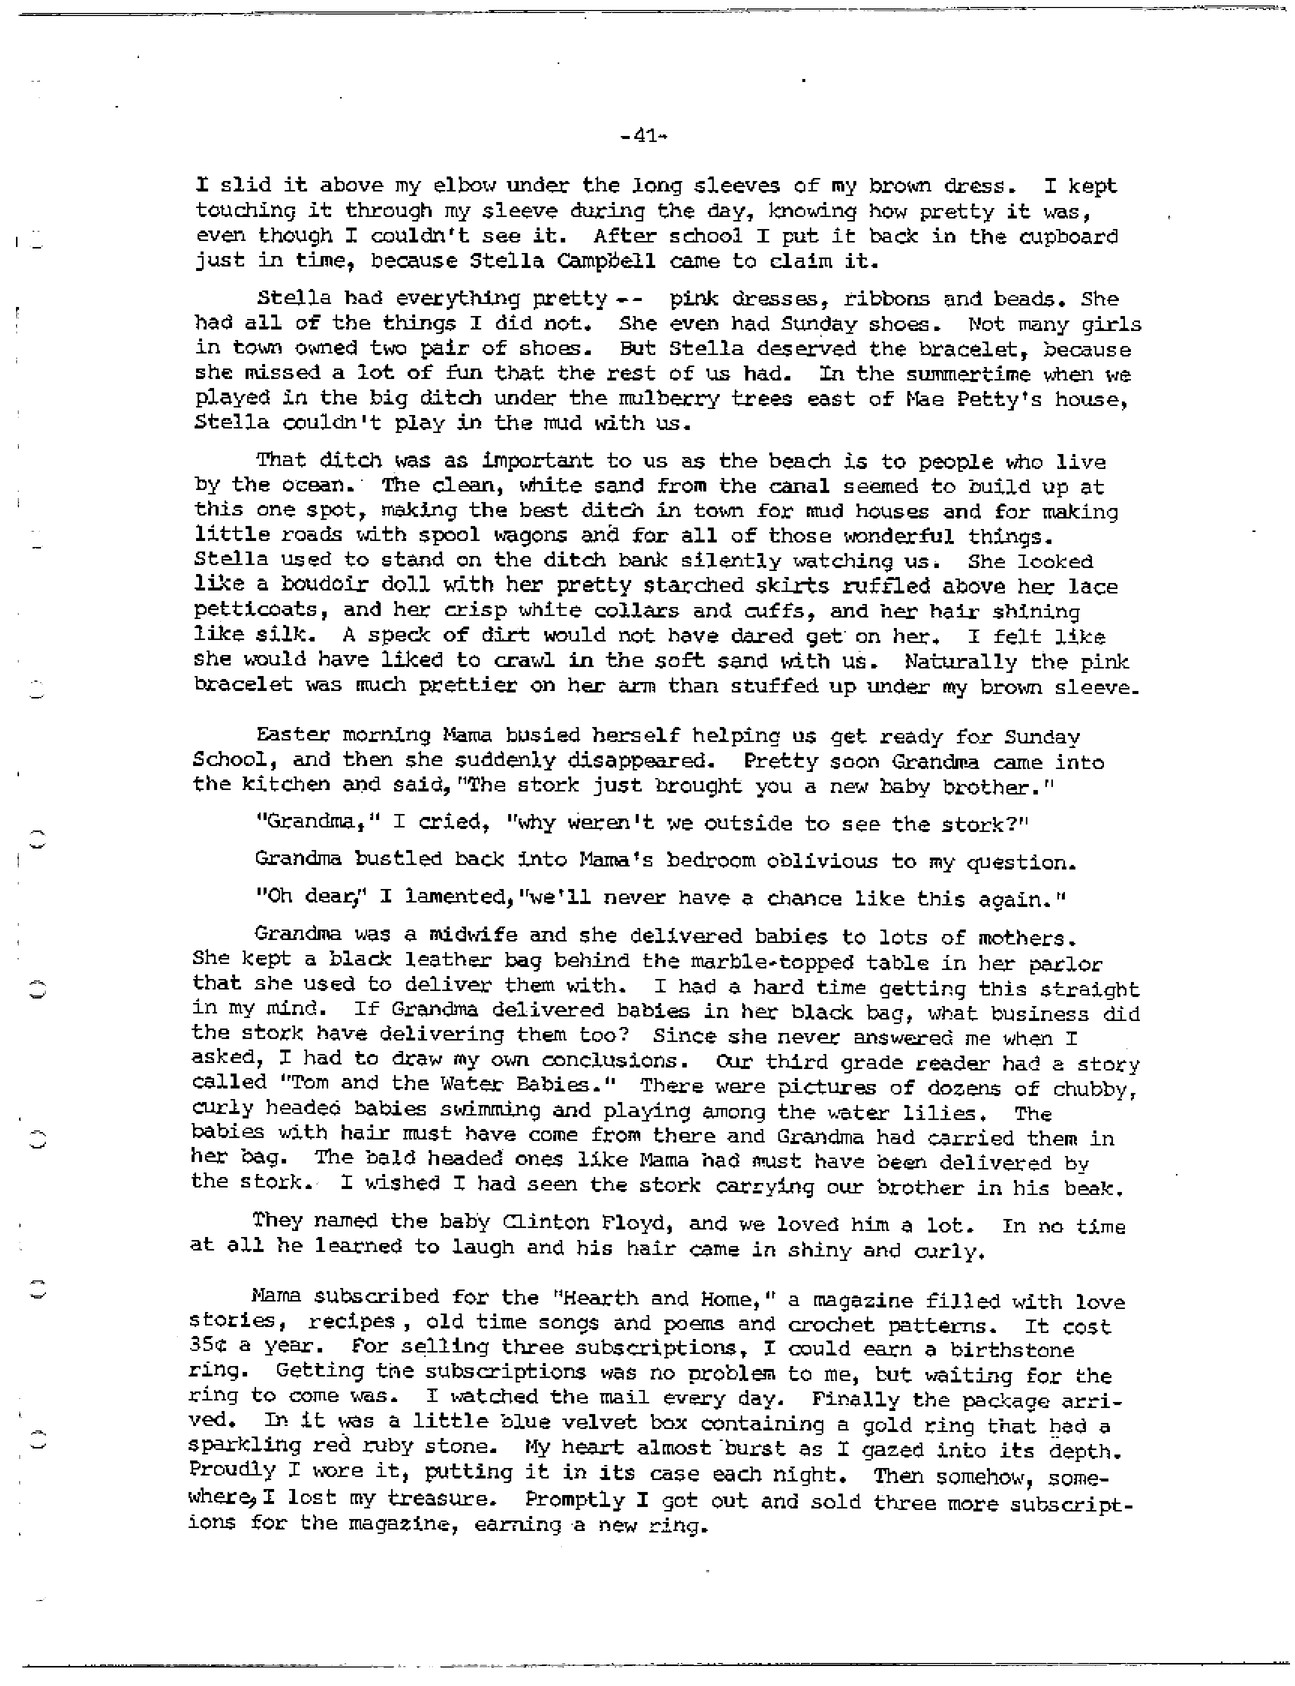 -41-
I slid it above my elbow under the long sleeves of my brown dress. I kept
touching it through my sleeve during the day, knowing how pretty it was,
even though I couldn't see it. After school I put it back in the cupboard
just in time, because Stella Campbell came to claim it.
Stella had everything pretty -- pink dresses, ribbons and beads. She
had all of the things I did not. She even had Sunday shoes. Not many girls
in town owned two pair of shoes. But Stella deserved the bracelet, because
she missed a lot of fun that the rest of us had. In the summertime when we
played in the big ditch under the mulberry trees east of Mae Petty's house,
Stella couldn't play in the mud with us.
That ditch was as important to us as the beach is to people who live
by the ocean. The clean, white sand from the canal seemed to build up at
this one spot, making the best ditch in town for mud houses and for making
little roads with spool wagons and for all of those wonderful things.
Stella used to stand on the ditch bank silently watching us. She looked
like a boudoir doll with her pretty starched skirts ruffled above her lace
petticoats, and her crisp white collars and cuffs, and her hair shining
like silk. A speck of dirt would not have dared get on her. I felt like
she would have liked to crawl in the soft sand with us. Naturally the pink
bracelet was much prettier on her arm than stuffed up under my brown sleeve.
Easter morning Mama busied herself helping us get ready for Sunday
School, and then she suddenly disappeared. Pretty soon Grandma came into
the kitchen and said, "The stork just brought you a new baby brother."
"Grandma," I cried, "why weren't we outside to see the stork?"
Grandma bustled back into Mama's bedroom oblivious to my question.
"Oh dear," I lamented, "we'll never have a chance like this again."
Grandma was a midwife and she delivered babies to lots of mothers.
She kept a black leather bag behind the marble-topped table in her parlor
that she used to deliver them with. I had a hard time getting this straight
in my mind. If Grandma delivered babies in her black bag, what business did
the stork have delivering them too? Since she never answered me when I
asked, I had to draw my own conclusions. Our third grade reader had a story
called "Tom and the Water Babies." There were pictures of dozens of chubby,
curly headed babies swimming and playing among the water lilies. The
babies with hair must have come from there and Grandma had carried them in
her bag. The bald headed ones like Mama had must have been delivered by
the stork. I wished I had seen the stork carrying our brother in his beak.
They named the baby Clinton Floyd, and we loved him a lot. In no time
at all he learned to laugh and his hair came in shiny and curly.
Mama subscribed for the "Hearth and Home," a magazine filled with love
stories, recipes, old time songs and poems and crochet patterns. It cost
35¢ a year. For selling three subscriptions, I could earn a birthstone
ring. Getting the subscriptions was no problem to me, but waiting for the
ring to come was. I watched the mail every day. Finally the package arri-
ved. In it was a little blue velvet box containing a gold ring that had a
sparkling red ruby stone. My heart almost burst as I gazed into its depth.
Proudly I wore it, putting it in its case each night. Then somehow, some-
where, I lost my treasure. Promptly I got out and sold three more subscript-
ions for the magazine, earning a new ring.